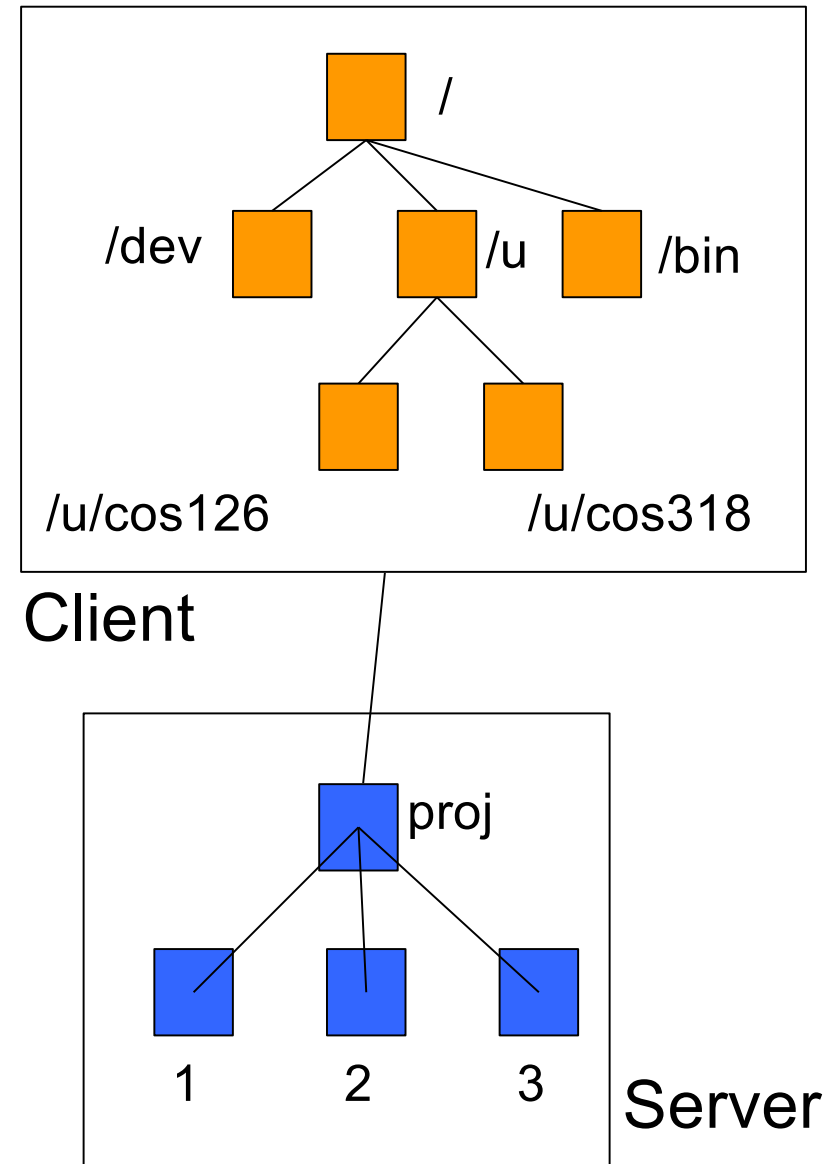 /
/dev
/u
/bin
/u/cos126
/u/cos318
Client
proj
1
2
3
Server